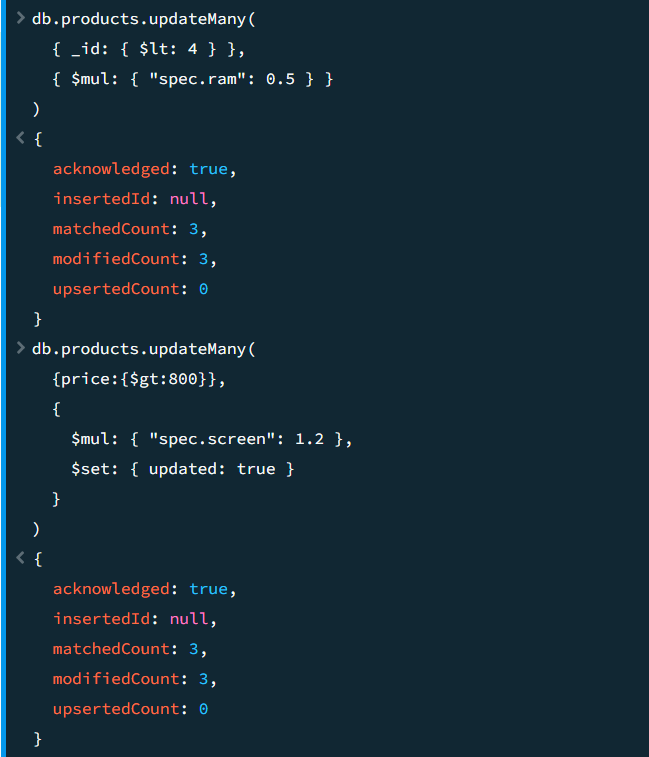 > db.products.updateMany(
{ _id: { $lt: 4 } },
{ $mul: { "spec.ram": 0.5 } }
)
< {
acknowledged: true,
insertedId: null,
matchedCount: 3,
modifiedCount: 3,
upsertedCount: 0
}
> db.products.updateMany(
{price:{$gt:800}},
{
$mul: { "spec.screen": 1.2 },
$set: { updated: true }
}
)
< {
acknowledged: true,
insertedId: null,
matchedCount: 3,
modifiedCount: 3,
upsertedCount: 0
}